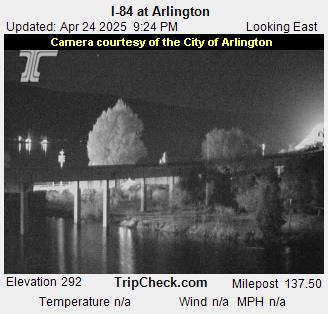 I-84 at Arlington
Updated: Apr 24 2025 9:24 PM Looking East
Camera courtesy of the City of Arlington
Elevation 292 TripCheck.com Milepost 137.50
Temperature n/a Wind n/a MPH n/a